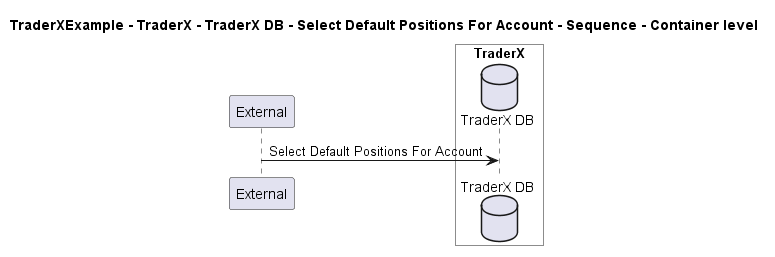 TraderXExample - TraderX - TraderX DB - Select Default Positions For Account - Sequence - Container level
TraderX
External
TraderX DB
Select Default Positions For Account
TraderX DB
External